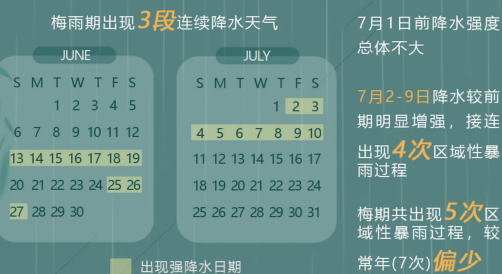 梅雨期出现3段连续降水天气
JUNE
S M T W T F S
1 2 3 4 5
6 7 8 9 10 11 12
13 14 15 16 17 18 19
20 21 22 23 24 25 26
27 28 29 30
JULY
S M T W T F S
1 2 3
4 5 6 7 8 9 10
11 12 13 14 15 16 17
18 19 20 21 22 23 24
25 26 27 28 29 30 31
出现强降水日期
7月1日前降水强度
总体不大
7月2-9日降水较前
期明显增强，接连
出现4次区域性暴
雨过程
梅期共出现5次区
域性暴雨过程，较
常年(7次)偏少